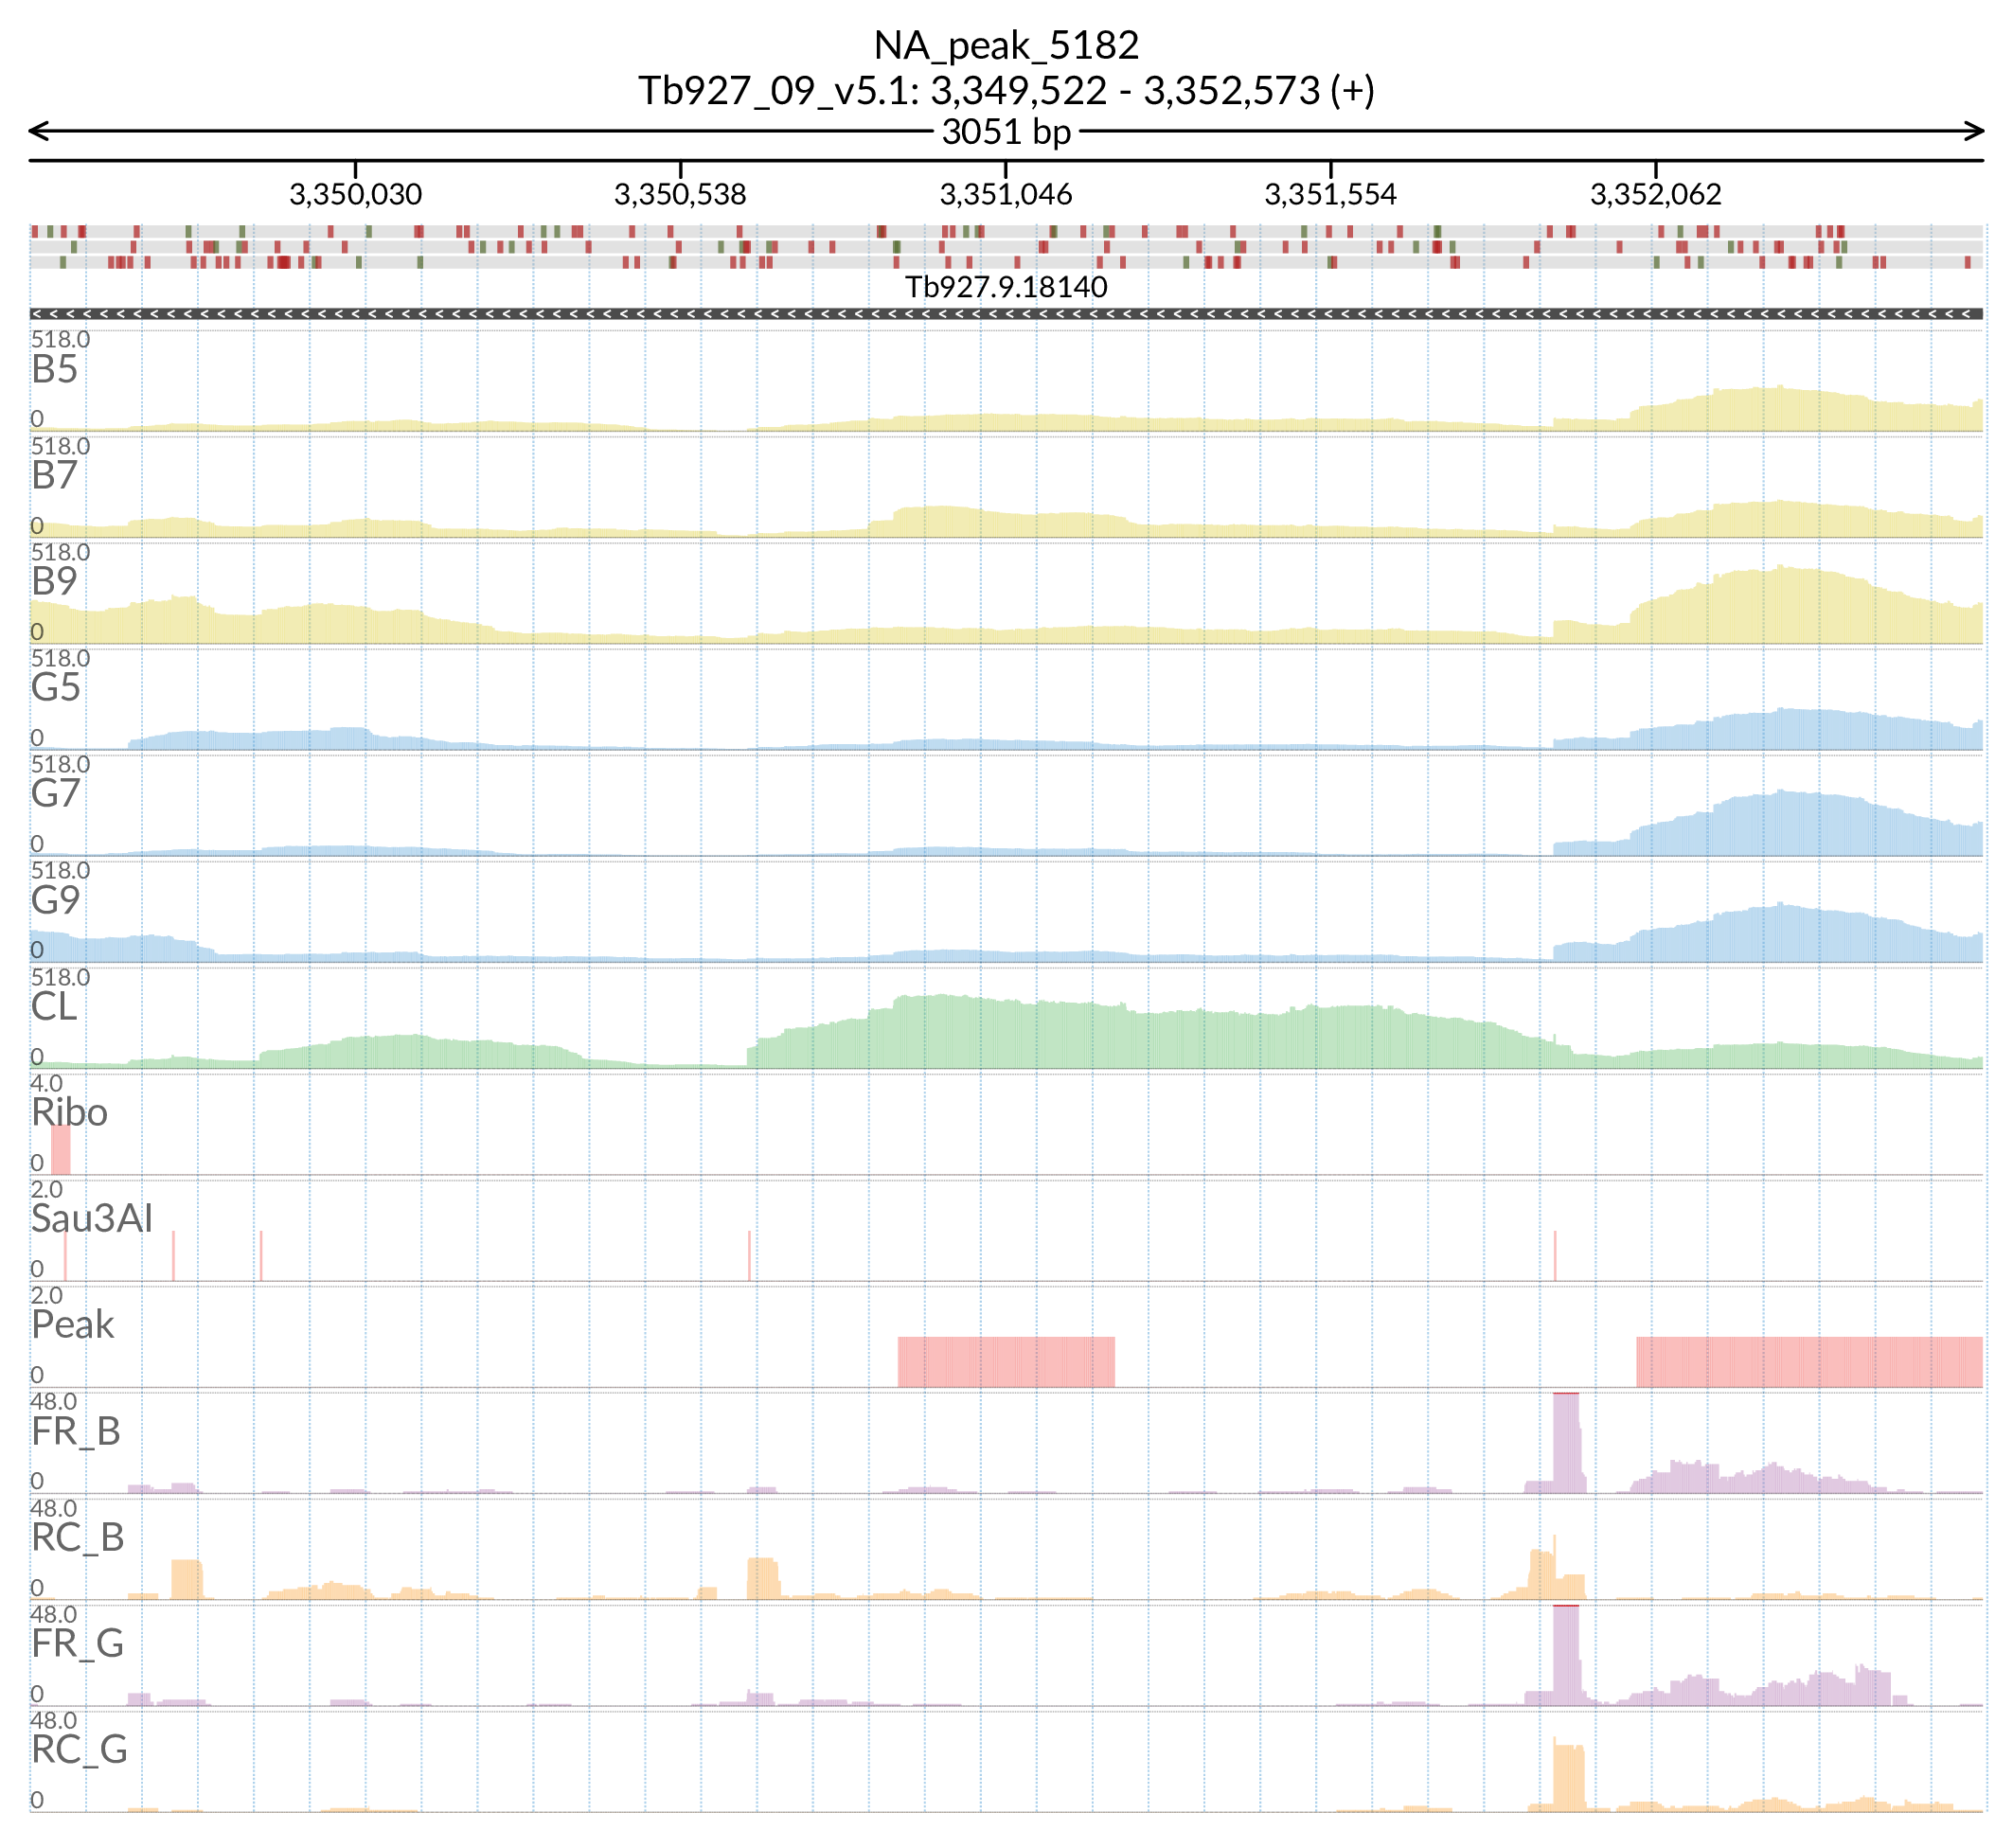 NA_peak_5182
Tb927_09_v5.1: 3,349,522 - 3,352,573 (+)
3051 bp
3,350,030 3,350,538 3,351,046 3,351,554 3,352,062
Tb927.9.18140
518.0
B5
0
518.0
B7
0
518.0
B9
0
518.0
G5
0
518.0
G7
0
518.0
G9
0
518.0
CL
0
4.0
Ribo
0
2.0
Sau3AI
0
2.0
Peak
0
48.0
FR_B
0
48.0
RC_B
0
48.0
FR_G
0
48.0
RC_G
0